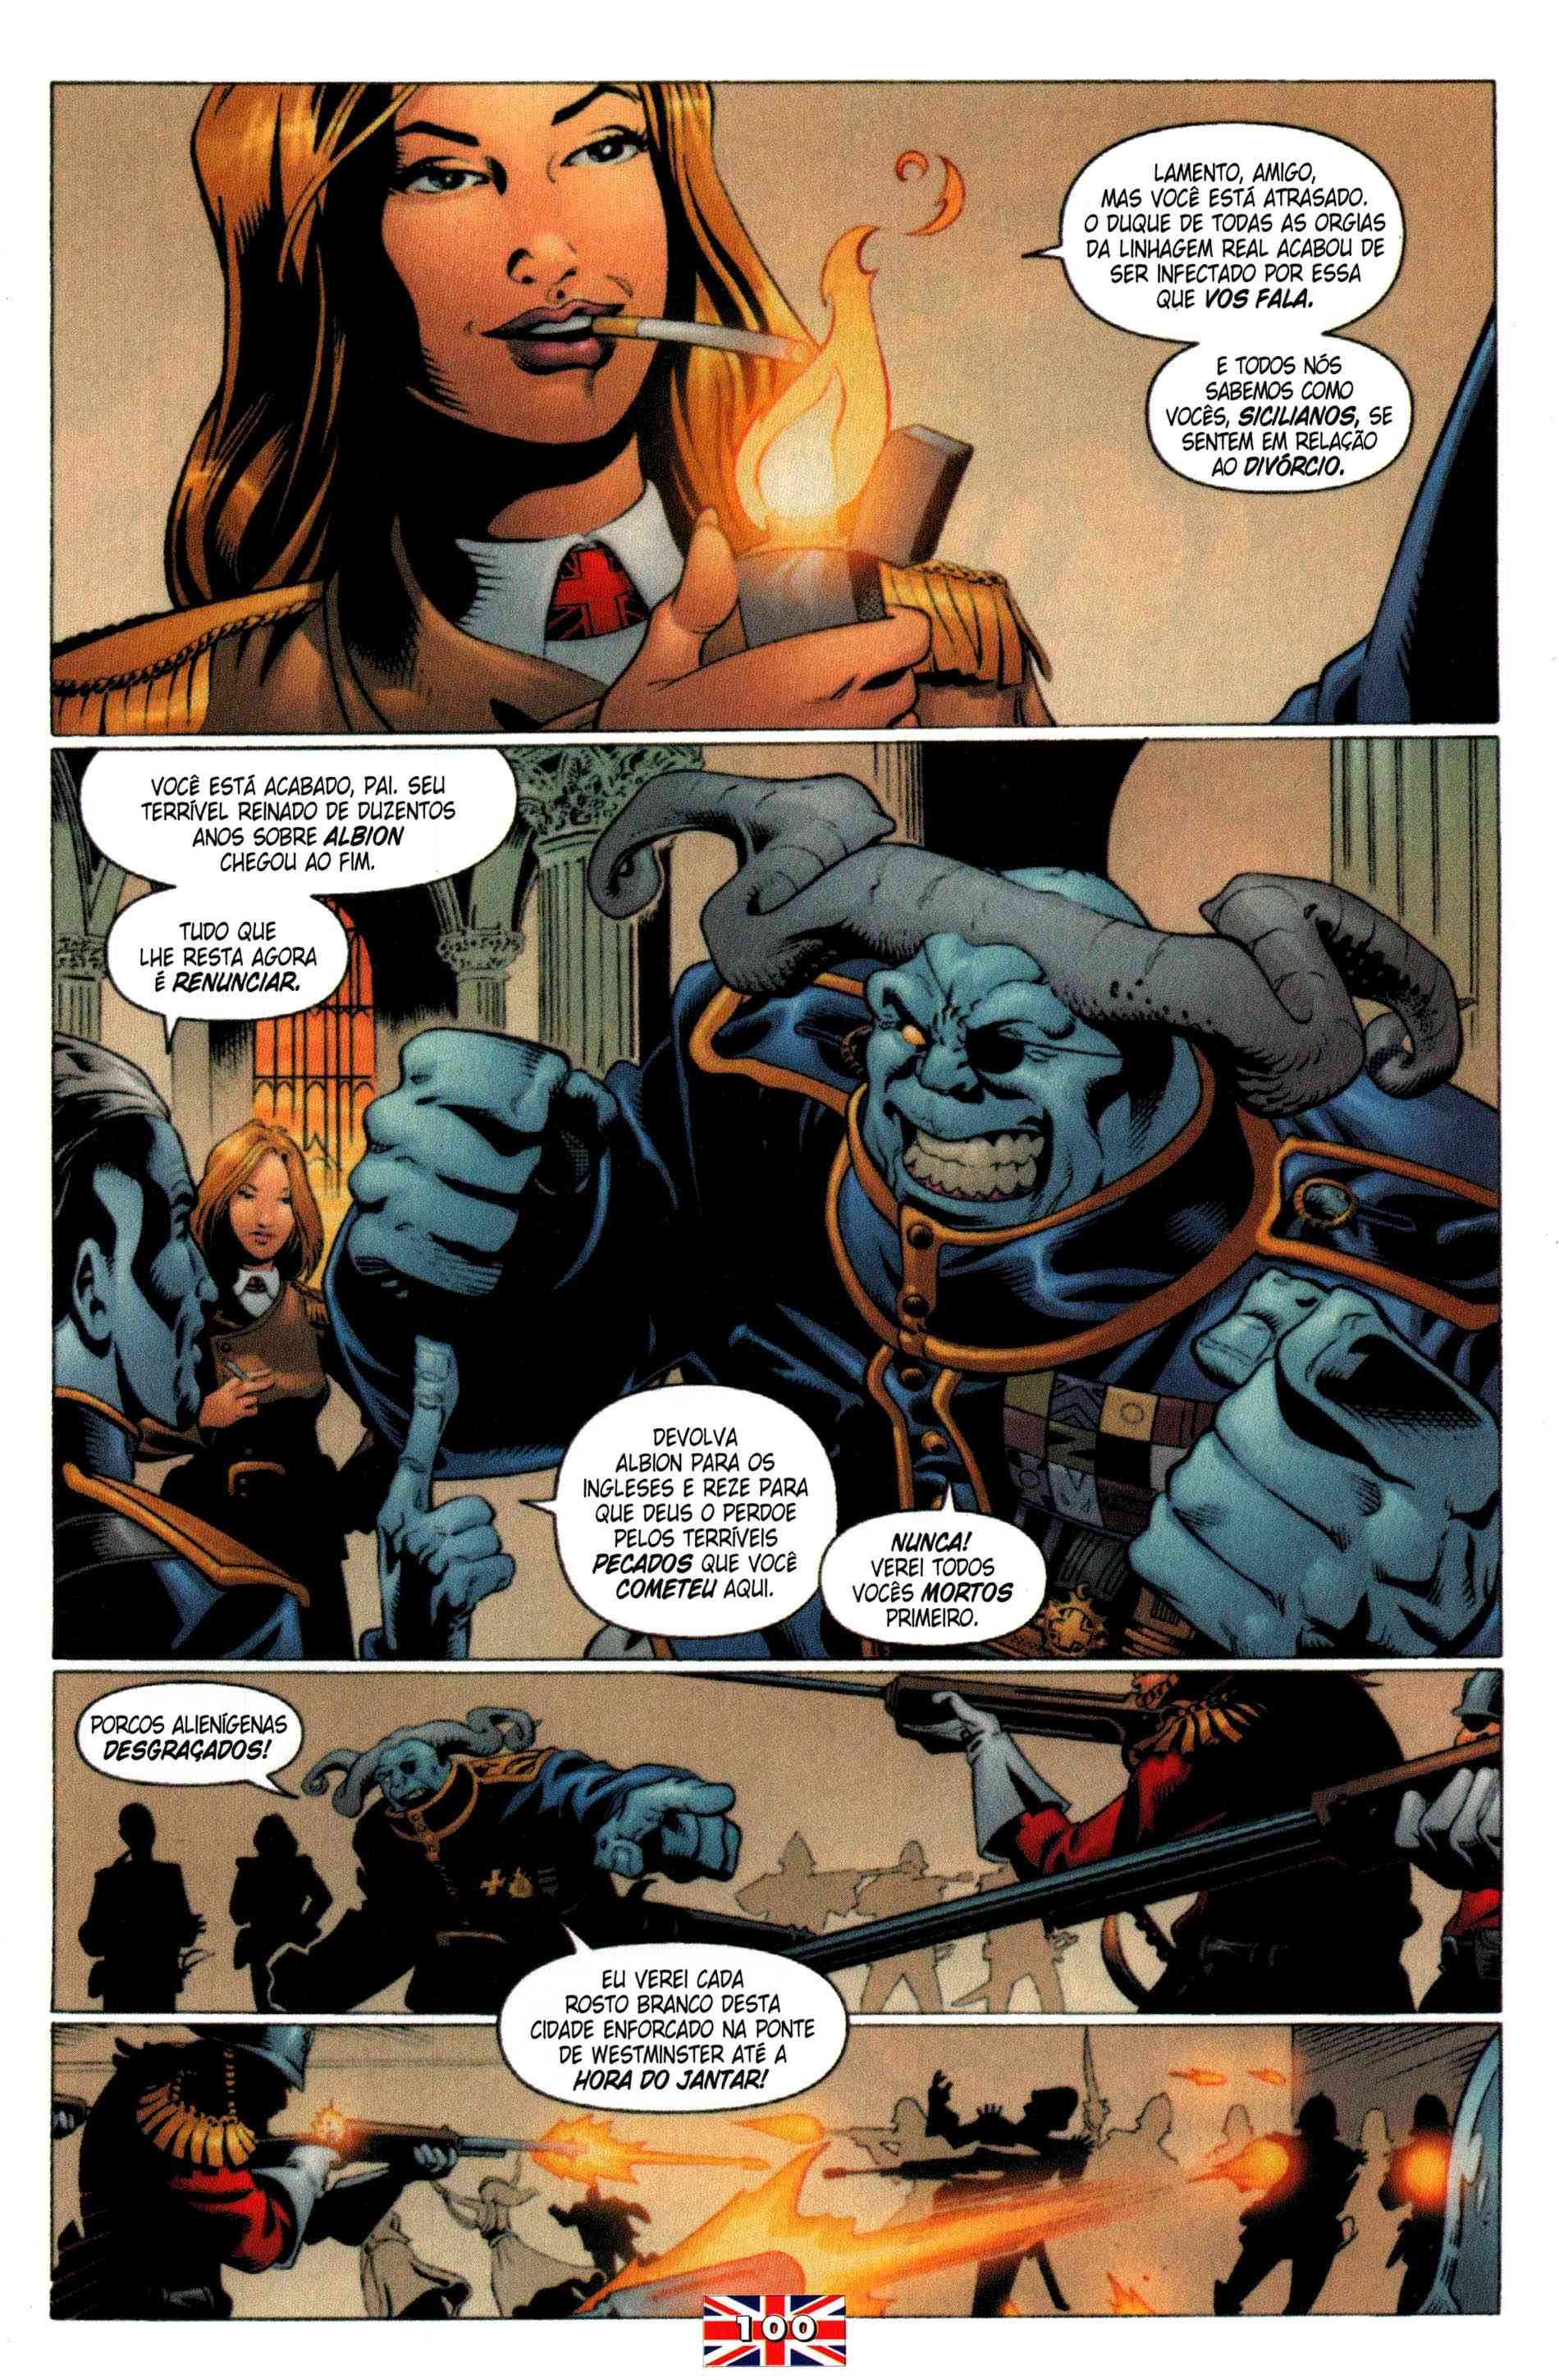 LAMENTO, AMIGO,
MAS VOCÊ ESTÁ ATRASADO.
O DUQUE DE TODAS AS ORGIAS
DA LINHAGEM REAL ACABOU DE
SER INFECTADO POR ESSA
QUE VOS FALA.
E TODOS NÓS
SABEMOS COMO
VOCÊS, SICILIANOS, SE
SENTEM EM RELAÇÃO
AO DIVÓRCIO.
VOCÊ ESTÁ ACABADO, PAI. SEU
TERRÍVEL REINADO DE DUZENTOS
ANOS SOBRE ALBION
CHEGOU AO FIM.
TUDO QUE
LHE RESTA AGORA
É RENUNCIAR.
DEVOLVA
ALBION PARA OS
INGLESES E REZE PARA
QUE DEUS O PERDOE
PELOS TERRÍVEIS
PECADOS QUE VOCÊ
COMETEU AQUI.
NUNCA!
VEREI TODOS
VOCÊS MORTOS
PRIMEIRO.
PORCOS ALIENÍGENAS
DESGRAÇADOS!
EU VEREI CADA
ROSTO BRANCO DESTA
CIDADE ENFORCADO NA PONTE
DE WESTMINSTER ATÉ A
HORA DO JANTAR!
100